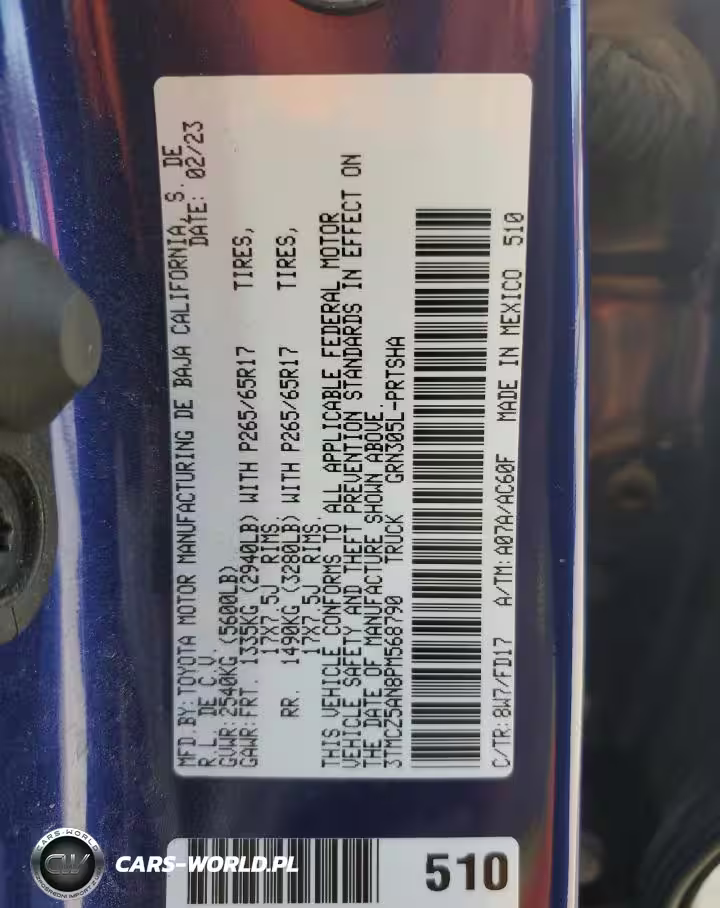 MFD.BY:TOYOTA MOTOR MANUFACTURING DE BAJA CALIFORNIA, S. DE
R.L. DE C.V. DATE: 02/23
GVWR:2540KG (5600LB)
GAWR:FRT. 1335KG (2940LB) WITH P265/65R17 TIRES,
17X7.5J RIMS.
RR. 1490KG (3280LB) WITH P265/65R17 TIRES,
17X7.5J RIMS.
THIS VEHICLE CONFORMS TO ALL APPLICABLE FEDERAL MOTOR
VEHICLE SAFETY AND THEFT PREVENTION STANDARDS IN EFFECT ON
THE DATE OF MANUFACTURE SHOWN ABOVE.
3TMCZ5AN8PM568790 TRUCK GRN305L-PRTSHA
C/TR:8W7/FD17 A/TM:A07A/AC60F MADE IN MEXICO 510
510
CARS-WORLD
CW
CARS-WORLD.PL